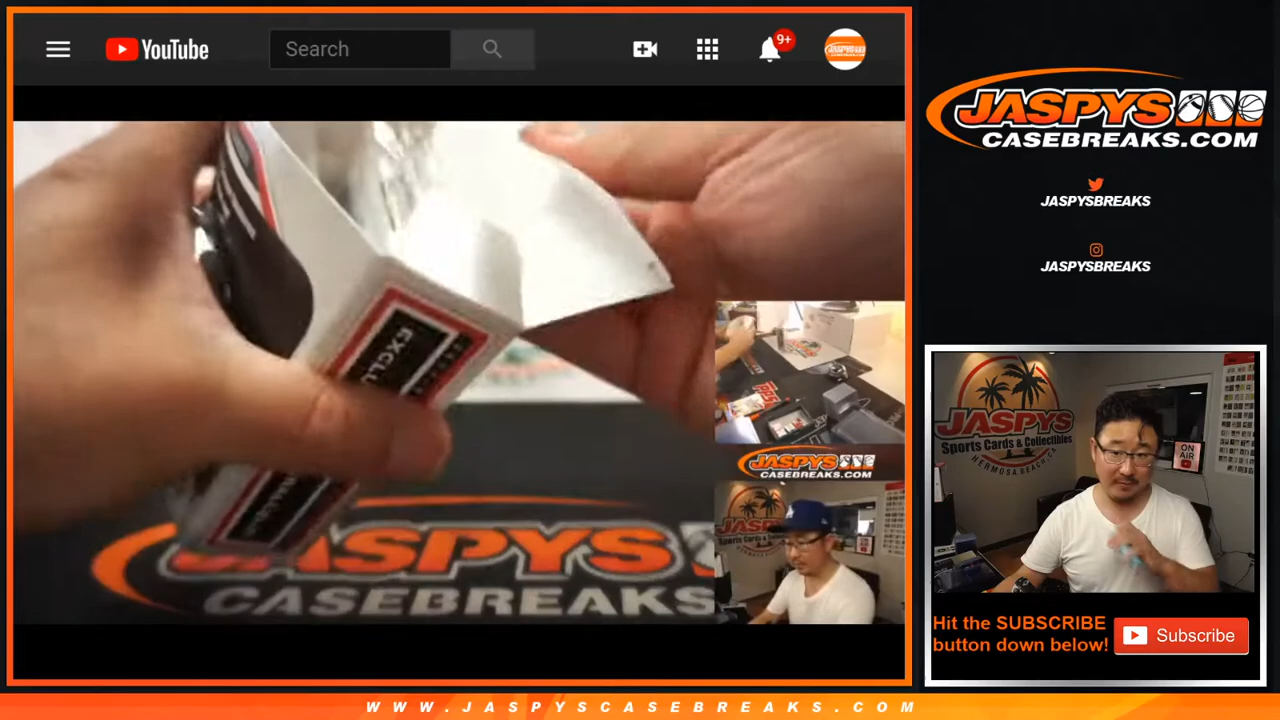 YouTube
Search
9+
JASPYS
CASEBREAKS.COM
JASPYSBREAKS
JASPYSBREAKS
JASPYS
CASEBREAKS
JASPYS
CASEBREAKS.COM
JASPYS
Sports Cards & Collectibles
HERMOSA BEACH, CA
ON
AIR
Hit the SUBSCRIBE
button down below!
Subscribe
WWW.JASPYSCASEBREAKS.COM